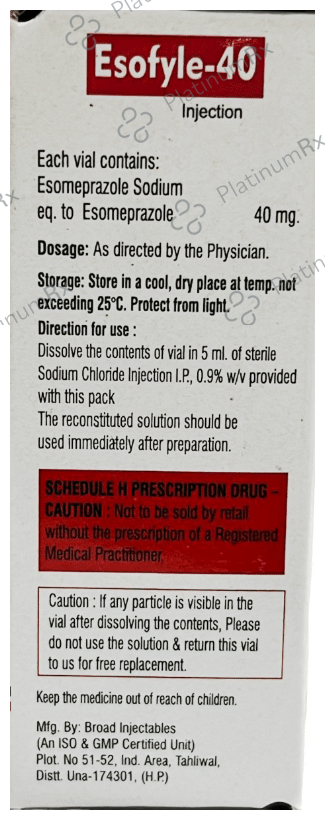 Esofyle-40
Injection
Each vial contains:
Esomeprazole Sodium
eq. to Esomeprazole 40 mg.
Dosage: As directed by the Physician.
Storage: Store in a cool, dry place at temp. not
exceeding 25°C. Protect from light.
Direction for use :
Dissolve the contents of vial in 5 ml. of sterile
Sodium Chloride Injection I.P., 0.9% w/v provided
with this pack
The reconstituted solution should be
used immediately after preparation.
SCHEDULE H PRESCRIPTION DRUG -
CAUTION : Not to be sold by retail
without the prescription of a Registered
Medical Practitioner.
Caution : If any particle is visible in the
vial after dissolving the contents, Please
do not use the solution & return this vial
to us for free replacement.
Keep the medicine out of reach of children.
Mfg. By: Broad Injectables
(An ISO & GMP Certified Unit)
Plot. No 51-52, Ind. Area, Tahliwal,
Distt. Una-174301, (H.P.)
PlatinumRx
PlatinumRx